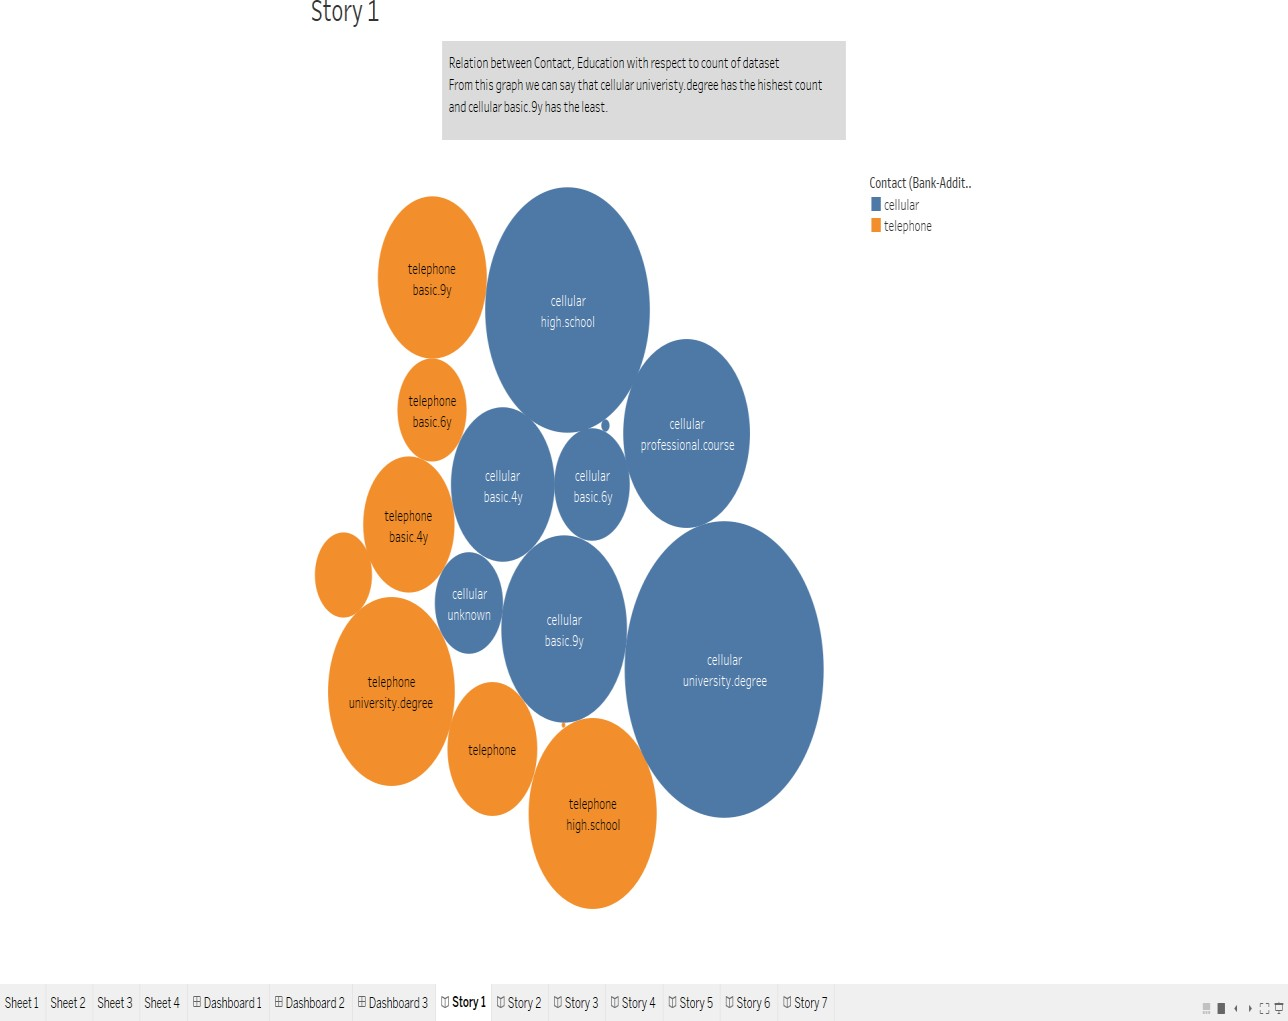 Story 1
Relation between Contact, Education with respect to count of dataset
From this graph we can say that cellular univeristy.degree has the hishest count
and cellular basic.9y has the least.
Contact (Bank-Addit..
cellular
telephone
telephone
basic.9y
cellular
high.school
telephone
basic.6y
cellular
professional.course
cellular
basic.4y
cellular
basic.6y
telephone
basic.4y
cellular
unknown
cellular
basic.9y
cellular
university.degree
telephone
university.degree
telephone
telephone
high.school
Sheet 1 Sheet 2 Sheet 3 Sheet 4 Dashboard 1 Dashboard 2 Dashboard 3 Story 1 Story 2 Story 3 Story 4 Story 5 Story 6 Story 7